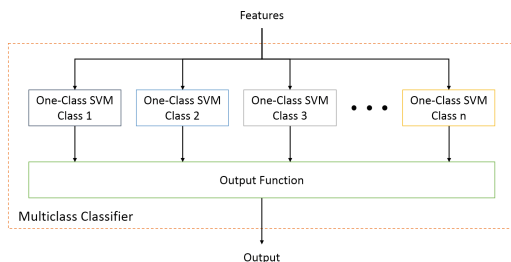 Features
One-Class SVM
Class 1
One-Class SVM
Class 2
One-Class SVM
Class 3
One-Class SVM
Class n
Output Function
Multiclass Classifier
Output